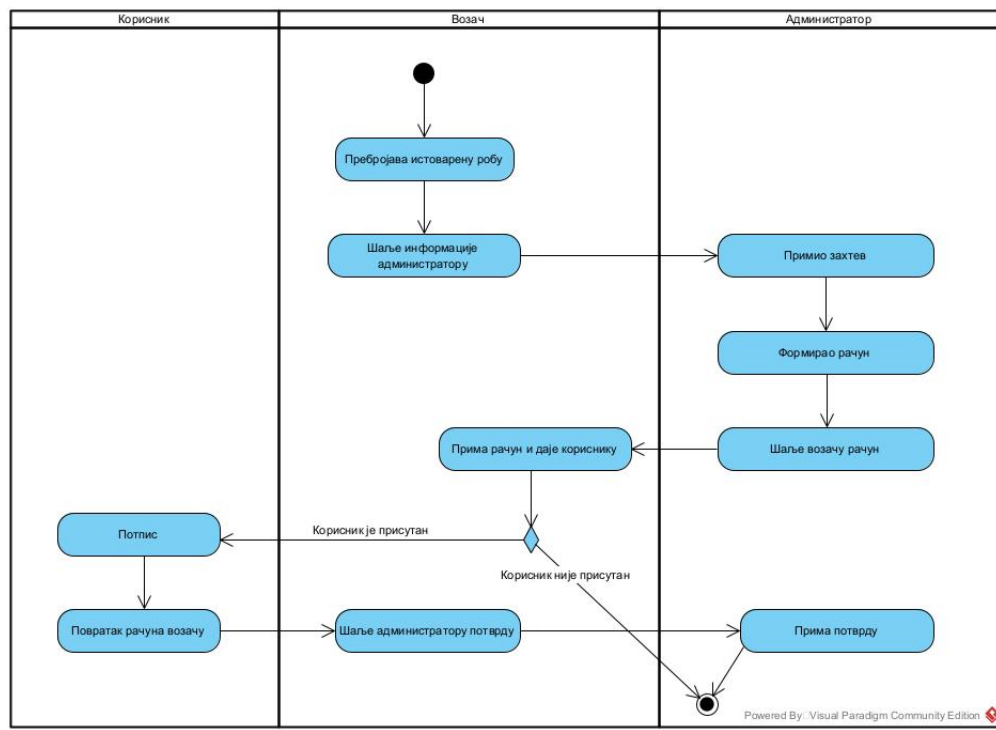 Корисник
Возач
Администратор
Пребројава истоварену робу
Шаље информације
администратору
Примио захтев
Формирао рачун
Прима рачун и даје кориснику
Шаље возачу рачун
Потпис
Корисник је присутан
Корисник није присутан
Повратак рачуна возачу
Шаље администратору потврду
Прима потврду
Powered By Visual Paradigm Community Edition